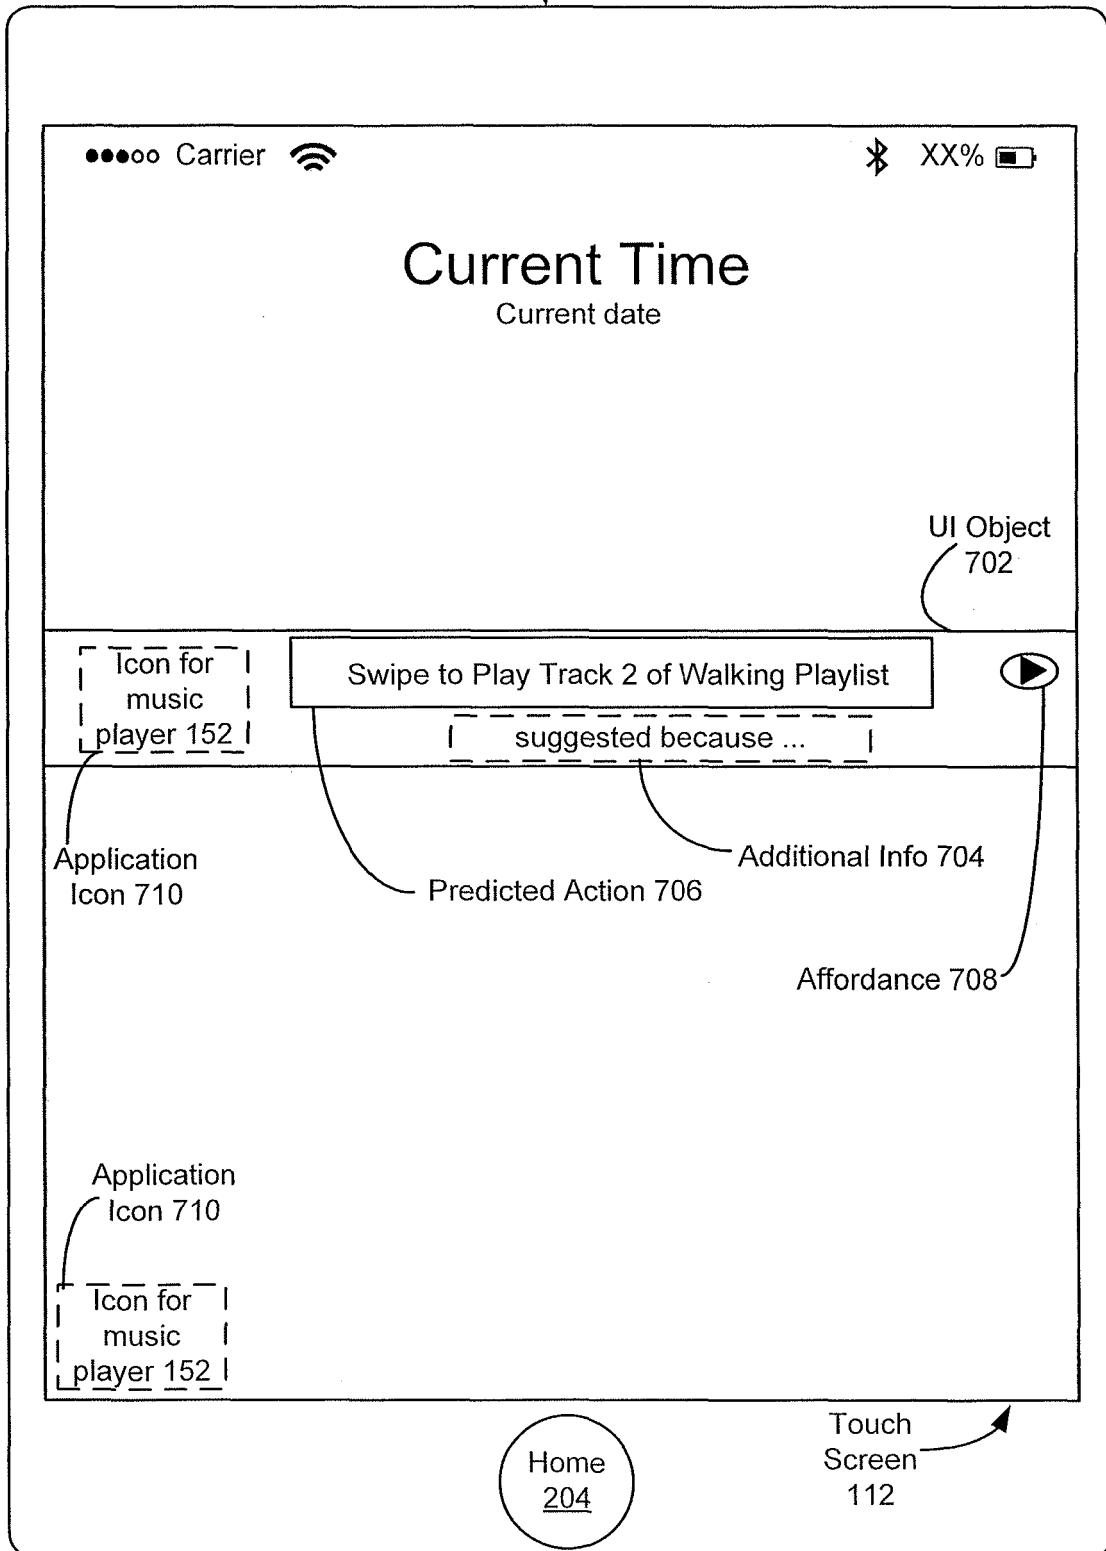 ●●●○○ Carrier XX%
Current Time
Current date
UI Object
702
Icon for
music
player 152
Swipe to Play Track 2 of Walking Playlist
suggested because ...
Application
Icon 710
Additional Info 704
Predicted Action 706
Affordance 708
Application
Icon 710
Icon for
music
player 152
Touch
Screen
112
Home
204